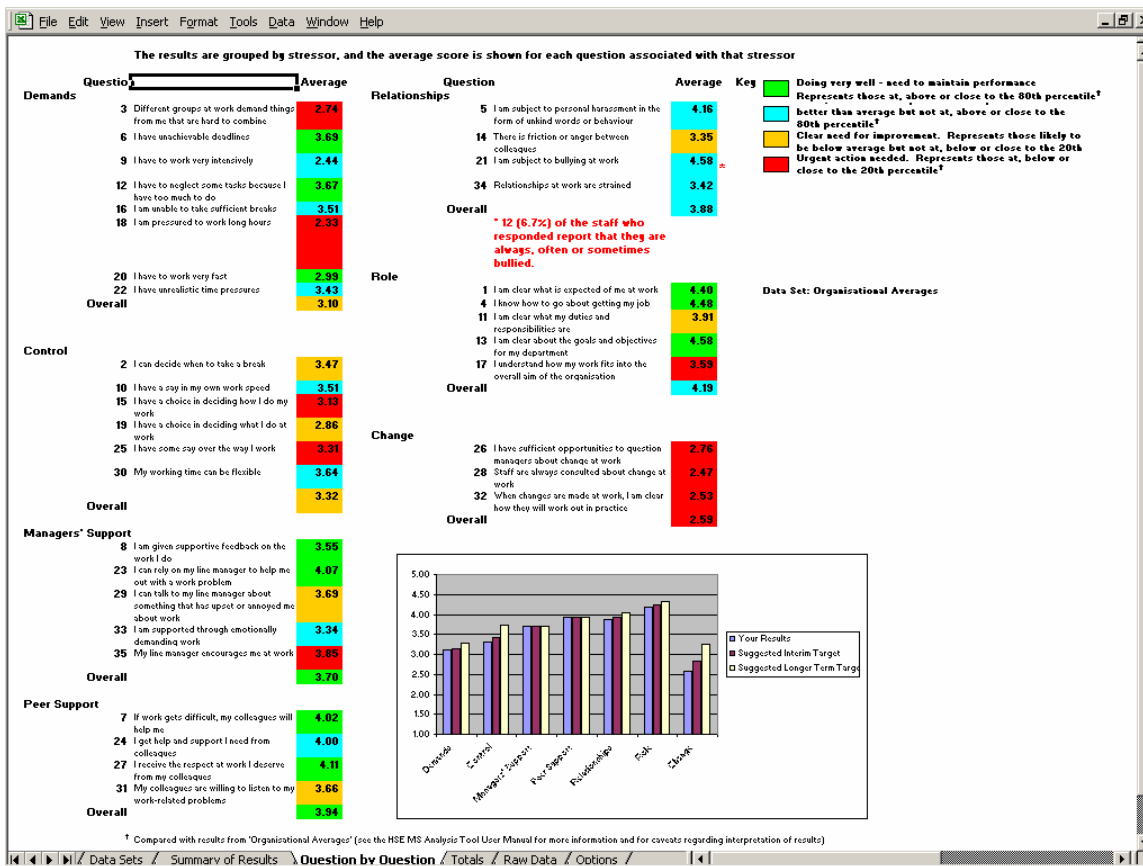 File Edit View Insert Format Tools Data Window Help
The results are grouped by stressor, and the average score is shown for each question associated with that stressor
Questio Average
Demands
3 Different groups at work demand things 2.74
from me that are hard to combine
6 I have unachievable deadlines 3.69
9 I have to work very intensively 2.44
12 I have to neglect some tasks because I 3.67
have too much to do
16 I am unable to take sufficient breaks 3.51
18 I am pressured to work long hours 2.33
20 I have to work very fast 2.99
22 I have unrealistic time pressures 3.43
Overall 3.10
Control
2 I can decide when to take a break 3.47
10 I have a say in my own work speed 3.51
15 I have a choice in deciding how I do my 3.13
work
19 I have a choice in deciding what I do at 2.86
work
25 I have some say over the way I work 3.31
30 My working time can be flexible 3.64
3.32
Overall
Managers' Support
8 I am given supportive feedback on the 3.55
work I do
23 I can rely on my line manager to help me 4.07
out with a work problem
29 I can talk to my line manager about 3.69
something that has upset or annoyed me
about work
33 I am supported through emotionally 3.34
demanding work
35 My line manager encourages me at work 3.85
Overall 3.70
Peer Support
7 If work gets difficult, my colleagues will 4.02
help me
24 I get help and support I need from 4.00
colleagues
27 I receive the respect at work I deserve 4.11
from my colleagues
31 My colleagues are willing to listen to my 3.66
work-related problems
Overall 3.94
Question Average
Relationships
5 I am subject to personal harassment in the 4.16
form of unkind words or behaviour
14 There is friction or anger between 3.35
colleagues
21 I am subject to bullying at work 4.58 *
34 Relationships at work are strained 3.42
Overall 3.88
* 12 (6.7%) of the staff who
responded report that they are
always, often or sometimes
bullied.
Role
1 I am clear what is expected of me at work 4.40
4 I know how to go about getting my job 4.48
11 I am clear what my duties and 3.91
responsibilities are
13 I am clear about the goals and objectives 4.58
for my department
17 I understand how my work fits into the 3.59
overall aim of the organisation
Overall 4.19
Change
26 I have sufficient opportunities to question 2.76
managers about change at work
28 Staff are always consulted about change at 2.47
work
32 When changes are made at work, I am clear 2.53
how they will work out in practice
Overall 2.59
Key
Doing very well - need to maintain performance
Represents those at, above or close to the 80th percentile†
better than average but not at, above or close to the
80th percentile†
Clear need for improvement. Represents those likely to
be below average but not at, below or close to the 20th
Urgent action needed. Represents those at, below or
close to the 20th percentile†
Data Set: Organisational Averages
5.00
4.50
4.00
3.50
3.00
2.50
2.00
1.50
1.00
Demands
Control
Managers' Support
Peer Support
Relationships
Role
Change
Your Results
Suggested Interim Target
Suggested Longer Term Targe
† Compared with results from 'Organisational Averages' (see the HSE MS Analysis Tool User Manual for more information and for caveats regarding interpretation of results)
Data Sets / Summary of Results \ Question by Question / Totals / Raw Data / Options /